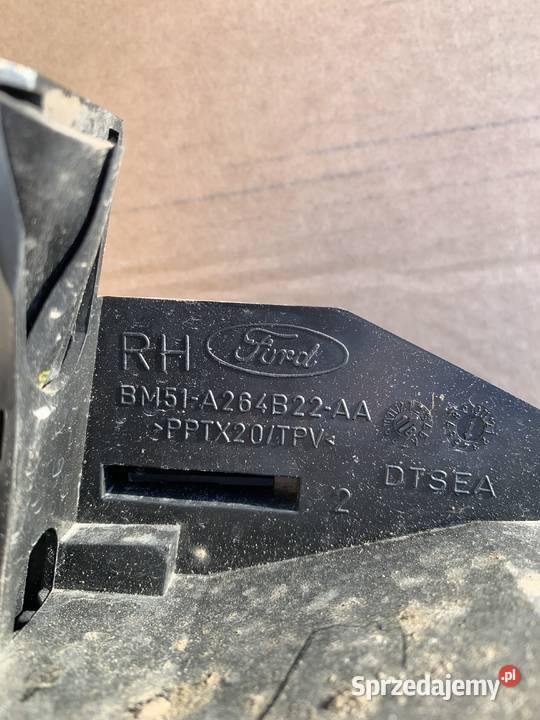 RH Ford
BM51-A264B22-AA
>PPTX20/TPV<
DTSEA
2
Sprzedajemy.pl